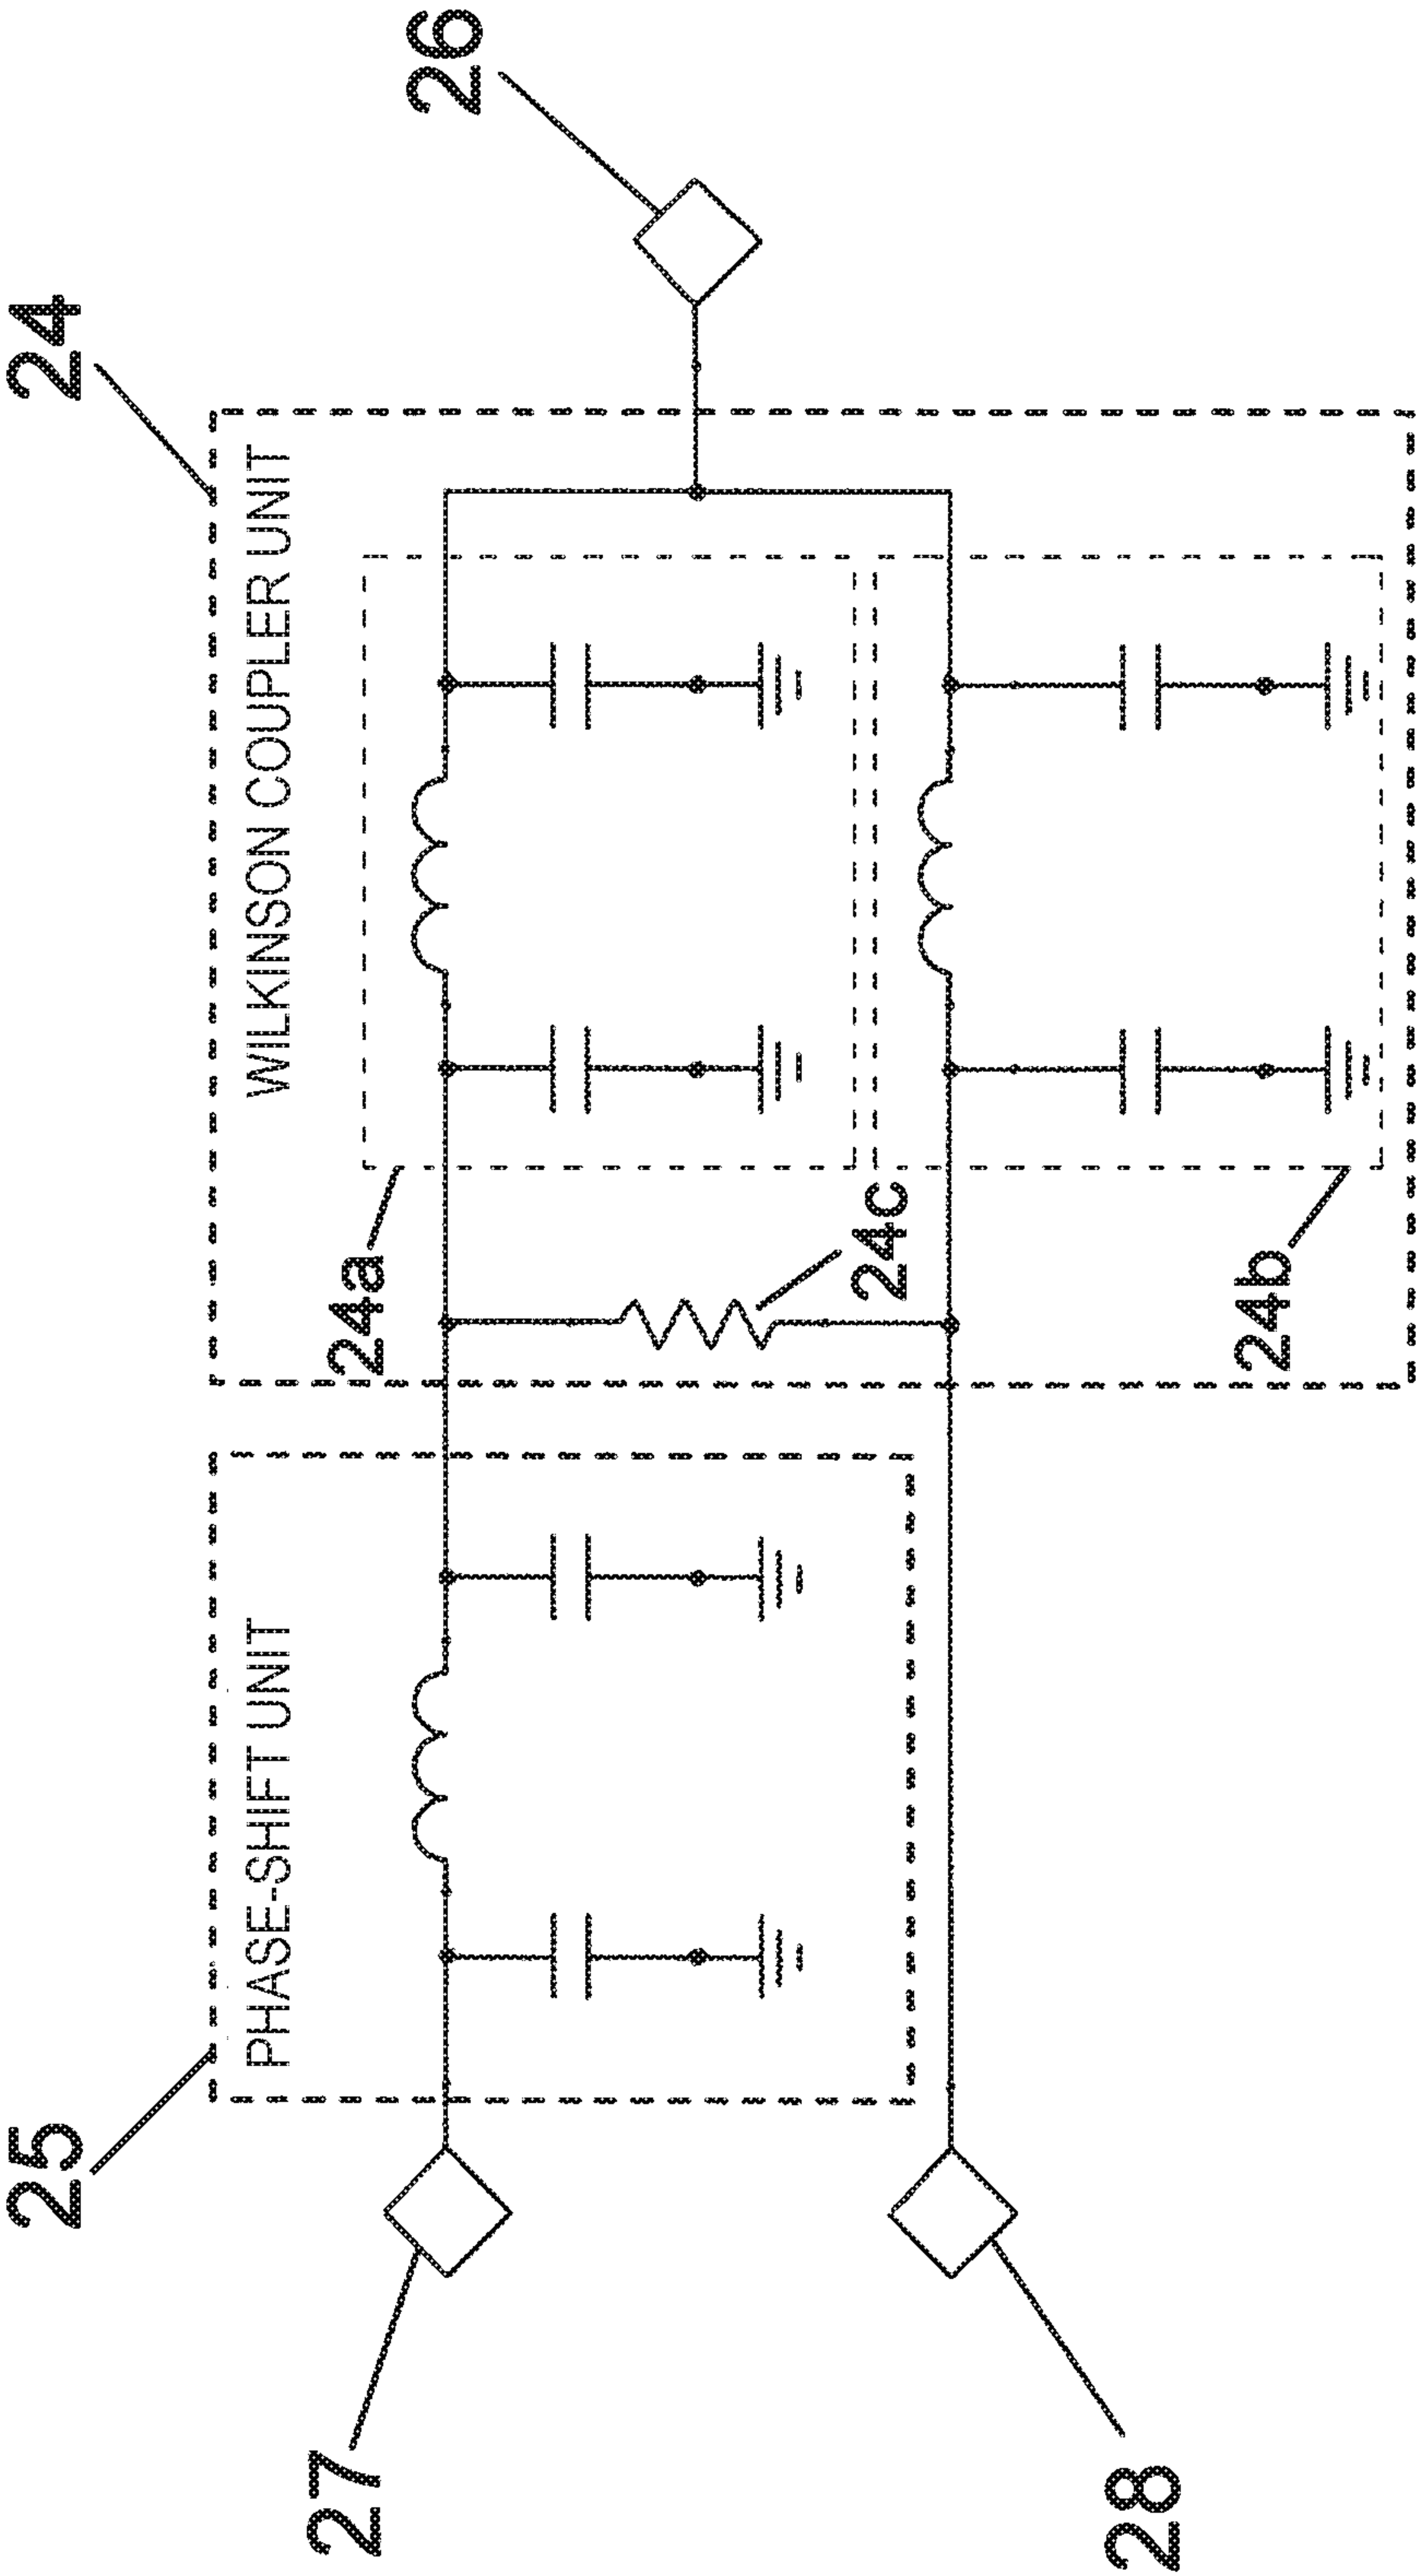 26
24
WILKINSON COUPLER UNIT
24a
24c
24b
25
PHASE-SHIFT UNIT
27
28